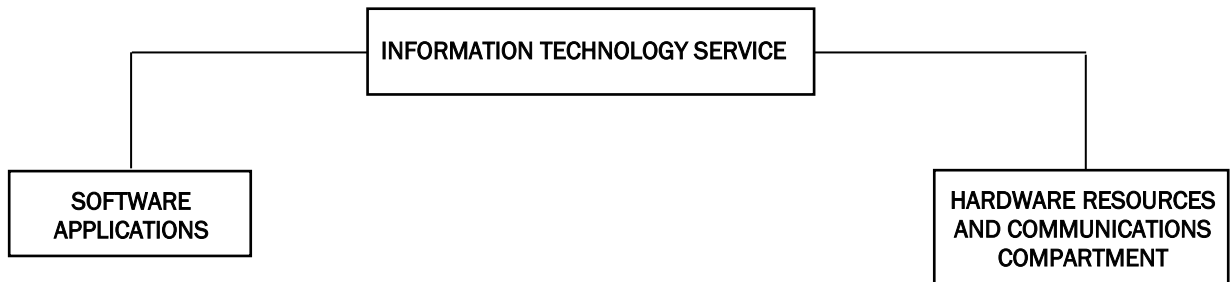 INFORMATION TECHNOLOGY SERVICE
SOFTWARE
APPLICATIONS
HARDWARE RESOURCES
AND COMMUNICATIONS
COMPARTMENT